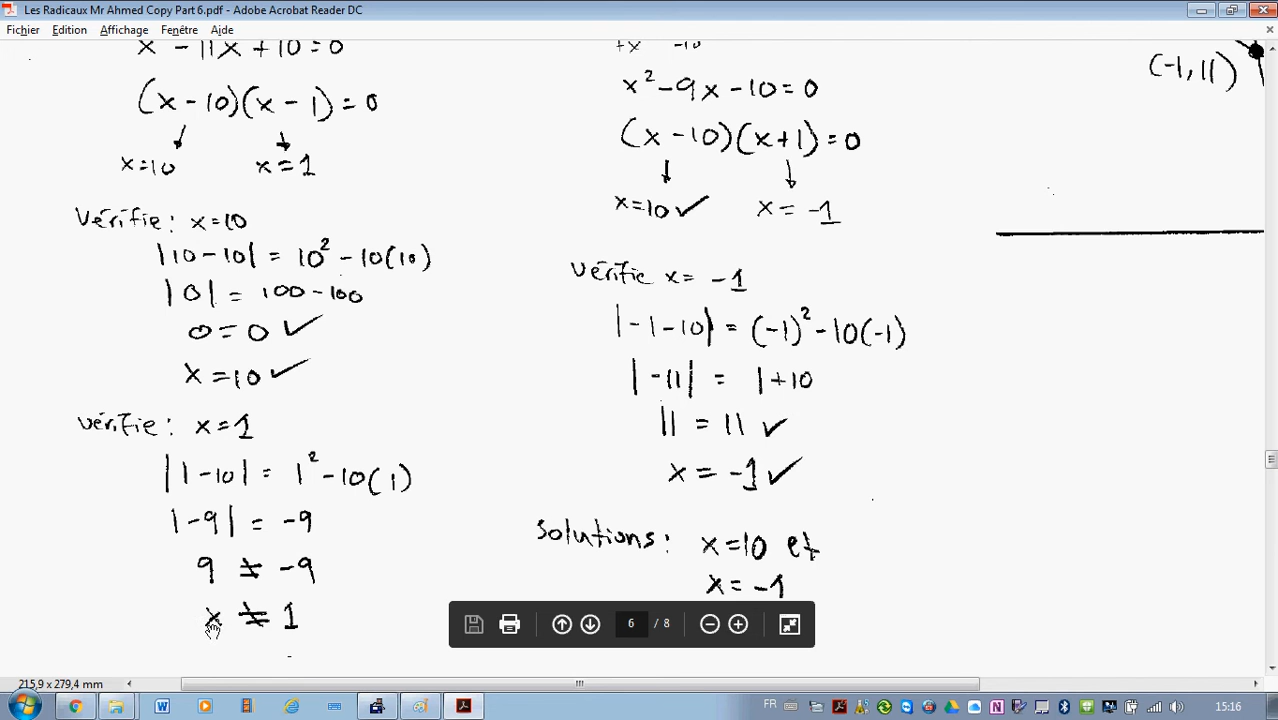 Les Radicaux Mr Ahmed Copy Part 6.pdf - Adobe Acrobat Reader DC
Fichier Edition Affichage Fenêtre Aide
x - 11x + 10 = 0
(x - 10)(x - 1) = 0
x = 10 x = 1
Vérifie : x = 10
|10 - 10| = 10² - 10(10)
|0| = 100 - 100
0 = 0 ✓
x = 10 ✓
Vérifie : x = 1
|1 - 10| = 1² - 10(1)
|-9| = -9
9 ≠ -9
x ≠ 1
+x -10
x² - 9x - 10 = 0
(x - 10)(x + 1) = 0
x = 10 ✓ x = -1
Vérifie x = -1
|-1 - 10| = (-1)² - 10(-1)
|-11| = 1 + 10
11 = 11 ✓
x = -1 ✓
Solutions : x = 10 et
x = -1
(-1, 11)
6 / 8
215,9 x 279,4 mm
FR
15:16